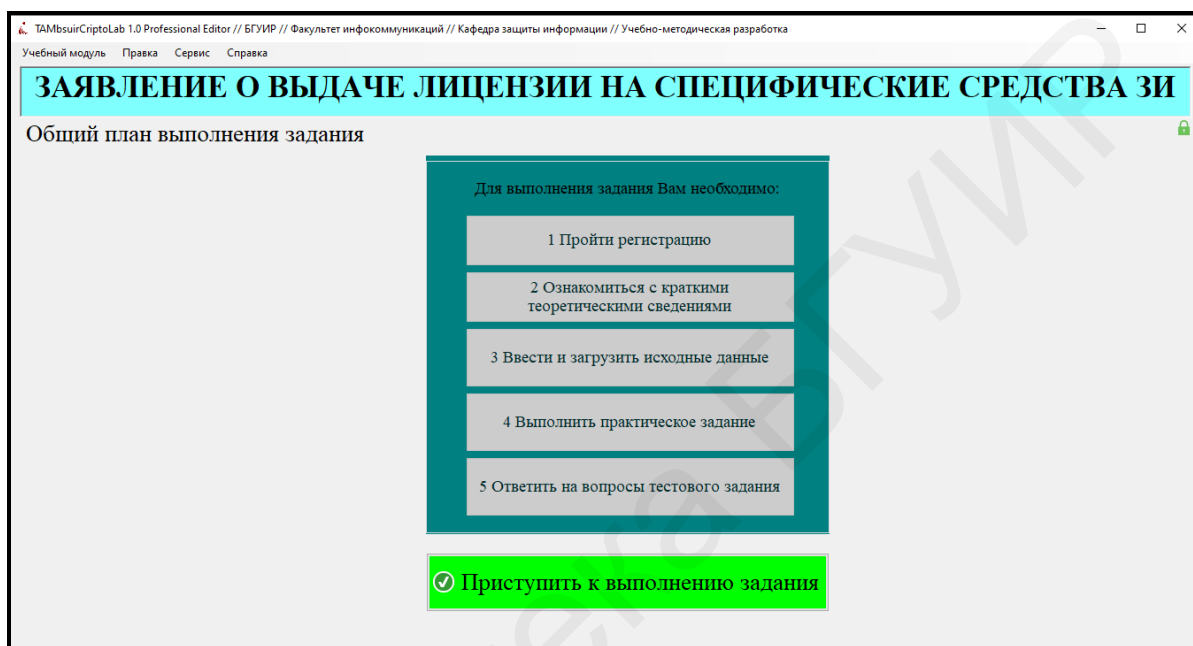 TAMbsuirCriptoLab 1.0 Professional Editor // БГУИР // Факультет инфокоммуникаций // Кафедра защиты информации // Учебно-методическая разработка
Учебный модуль Правка Сервис Справка
ЗАЯВЛЕНИЕ О ВЫДАЧЕ ЛИЦЕНЗИИ НА СПЕЦИФИЧЕСКИЕ СРЕДСТВА ЗИ
Общий план выполнения задания
Для выполнения задания Вам необходимо:
1 Пройти регистрацию
2 Ознакомиться с краткими
теоретическими сведениями
3 Ввести и загрузить исходные данные
4 Выполнить практическое задание
5 Ответить на вопросы тестового задания
Приступить к выполнению задания
ека БГУИР